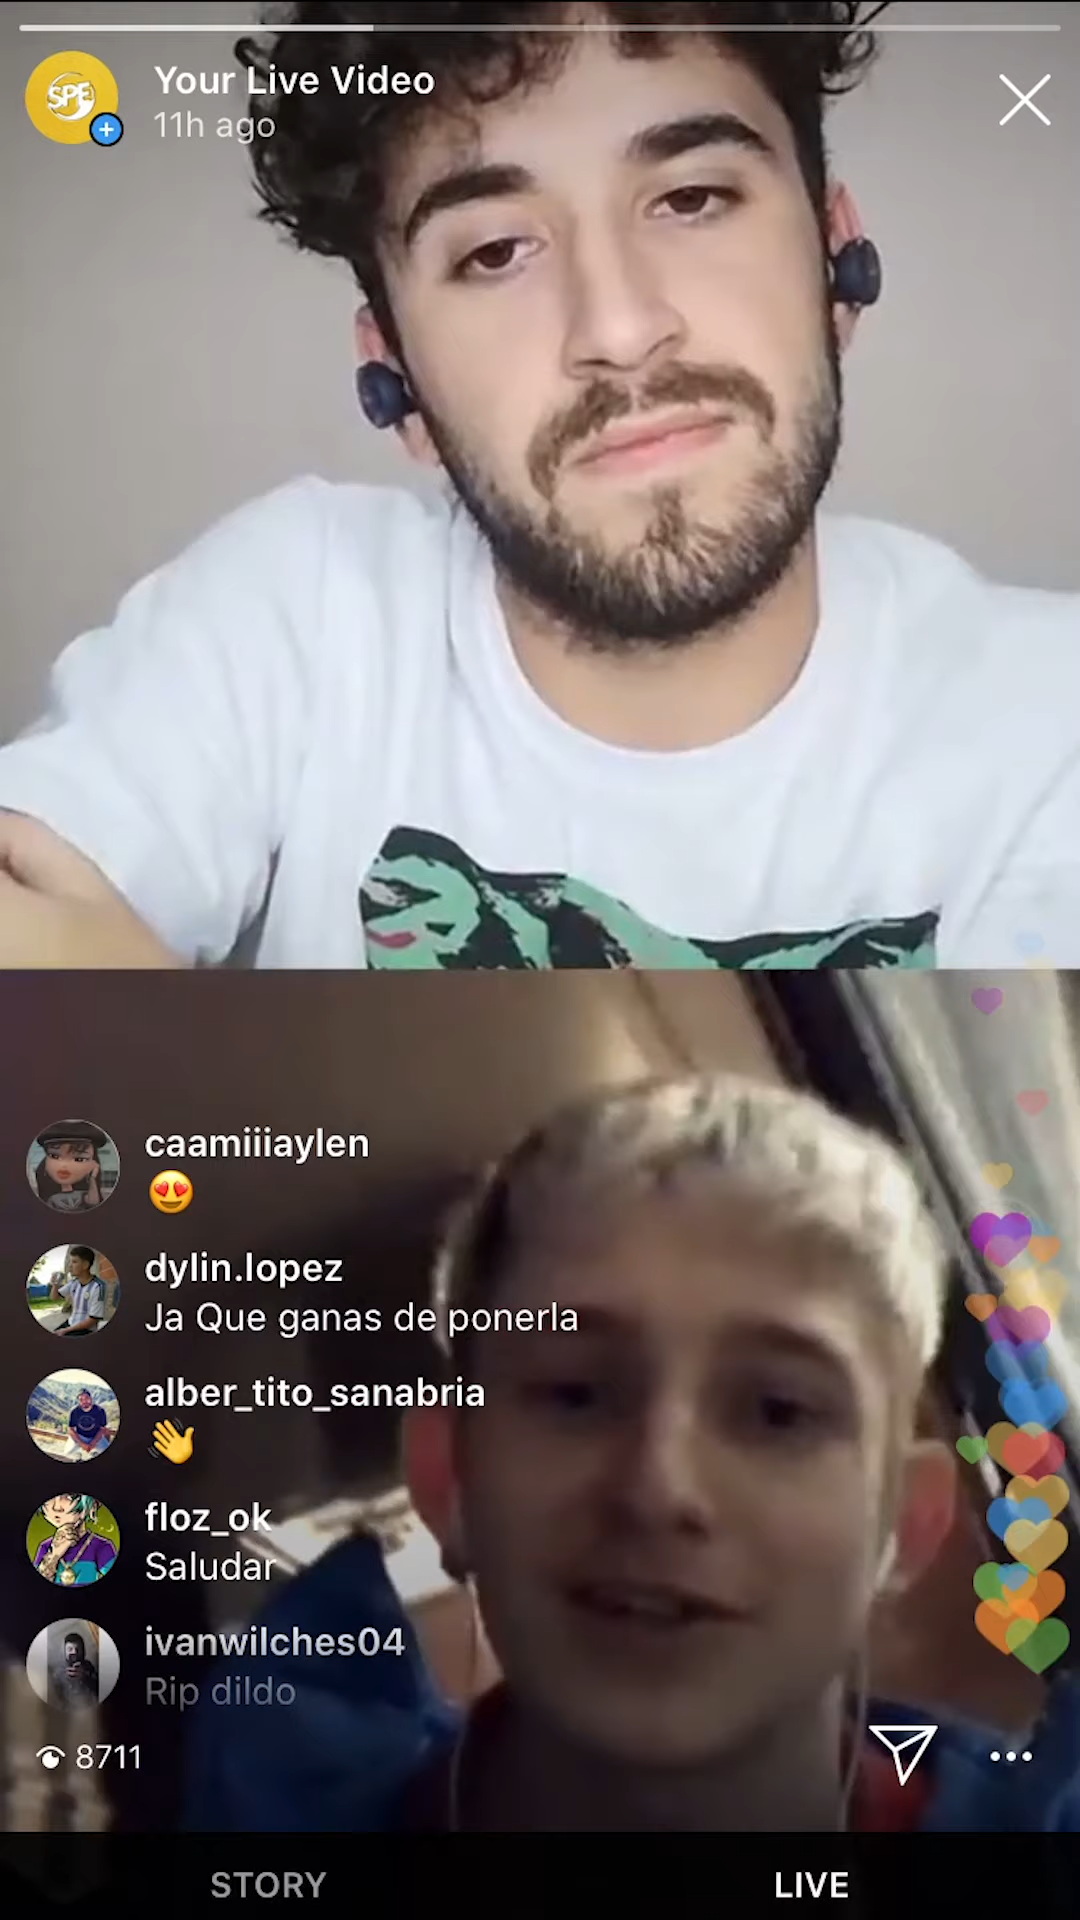 SPF
Your Live Video
11h ago
caamiiiaylen
😍
dylin.lopez
Ja Que ganas de ponerla
alber_tito_sanabria
👋
floz_ok
Saludar
ivanwilches04
Rip dildo
8711
STORY
LIVE